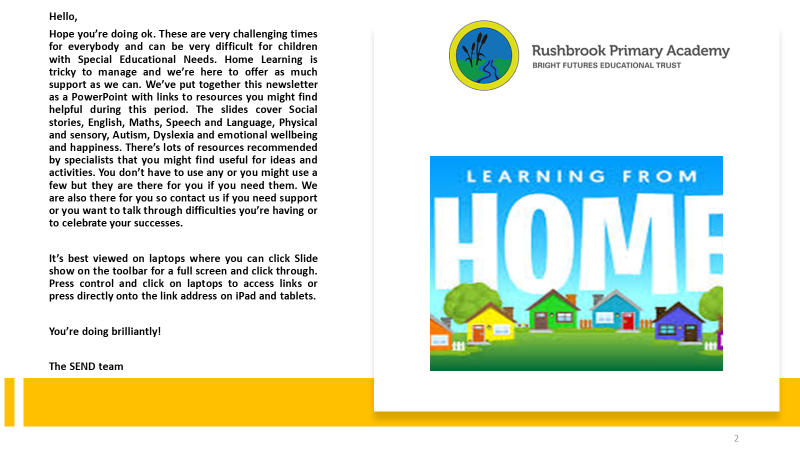 Hello,
Hope you're doing ok. These are very challenging times
for everybody and can be very difficult for children
with Special Educational Needs. Home Learning is
tricky to manage and we're here to offer as much
support as we can. We've put together this newsletter
as a PowerPoint with links to resources you might find
helpful during this period. The slides cover Social
stories, English, Maths, Speech and Language, Physical
and sensory, Autism, Dyslexia and emotional wellbeing
and happiness. There's lots of resources recommended
by specialists that you might find useful for ideas and
activities. You don't have to use any or you might use a
few but they are there for you if you need them. We
are also there for you so contact us if you need support
or you want to talk through difficulties you're having or
to celebrate your successes.
It's best viewed on laptops where you can click Slide
show on the toolbar for a full screen and click through.
Press control and click on laptops to access links or
press directly onto the link address on iPad and tablets.
You're doing brilliantly!
The SEND team
Rushbrook Primary Academy
BRIGHT FUTURES EDUCATIONAL TRUST
LEARNING FROM
HOME
2